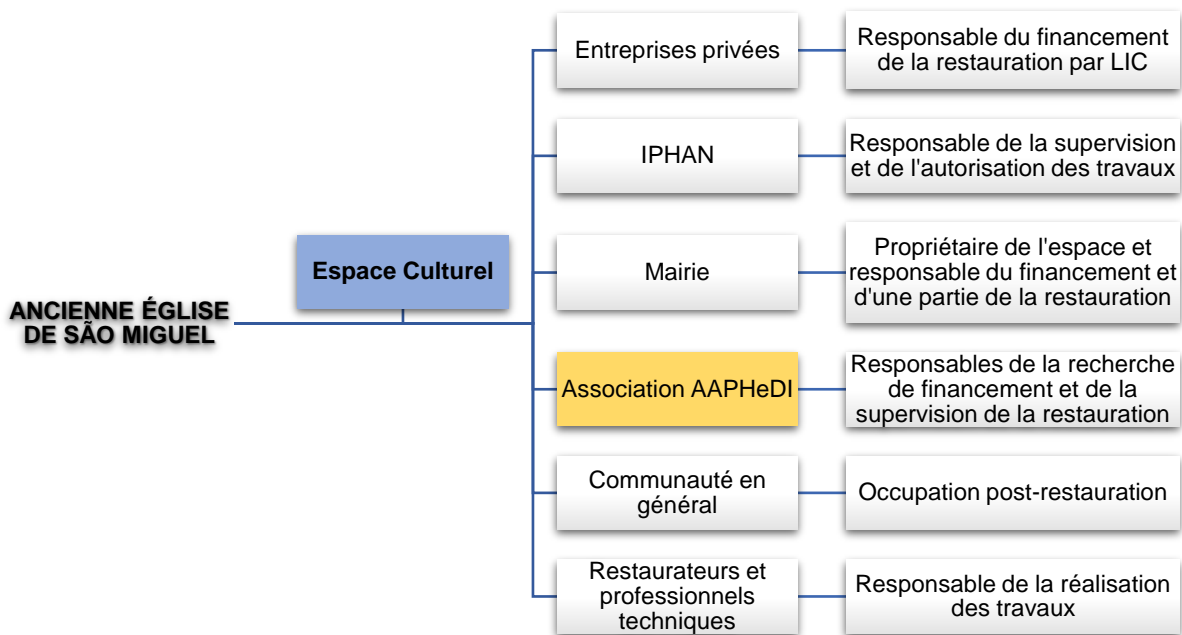 ANCIENNE ÉGLISE
DE SÃO MIGUEL
Espace Culturel
Entreprises privées
Responsable du financement
de la restauration par LIC
IPHAN
Responsable de la supervision
et de l'autorisation des travaux
Mairie
Propriétaire de l'espace et
responsable du financement et
d'une partie de la restauration
Association AAPHeDI
Responsables de la recherche
de financement et de la
supervision de la restauration
Communauté en
général
Occupation post-restauration
Restaurateurs et
professionnels
techniques
Responsable de la réalisation
des travaux